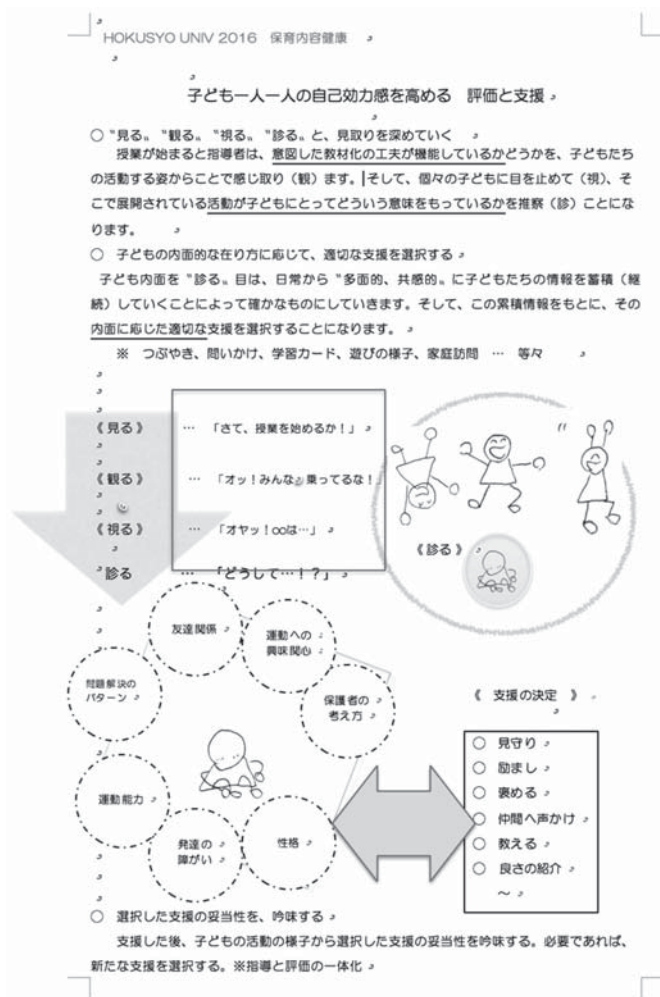 HOKUSYO UNIV 2016　保育内容健康
子ども一人一人の自己効力感を高める　評価と支援
○ “見る„ “観る„ “視る„ “診る„ と、見取りを深めていく
授業が始まると指導者は、意図した教材化の工夫が機能しているかどうかを、子どもたち
の活動する姿からことで感じ取り（観）ます。そして、個々の子どもに目を止めて（視）、そ
こで展開されている活動が子どもにとってどういう意味をもっているかを推察（診）ことにな
ります。
○ 子どもの内面的な在り方に応じて、適切な支援を選択する
子ども内面を “診る„ 目は、日常から “多面的、共感的„ に子どもたちの情報を蓄積（継
続）していくことによって確かなものにしていきます。そして、この累積情報をもとに、その
内面に応じた適切な支援を選択することになります。
※ つぶやき、問いかけ、学習カード、遊びの様子、家庭訪問 … 等々
《見る》 … 「さて、授業を始めるか！」
《観る》 … 「オッ！みんな、乗ってるな！
《視る》 … 「オヤッ！○○は…」
診る … 「どうして…！？」
《診る》
友達関係
運動への
興味関心
問題解決の
パターン
保護者の
考え方
運動能力
発達の
障がい
性格
《 支援の決定 》
○ 見守り
○ 励まし
○ 褒める
○ 仲間へ声かけ
○ 教える
○ 良さの紹介
～
○ 選択した支援の妥当性を、吟味する
支援した後、子どもの活動の様子から選択した支援の妥当性を吟味する。必要であれば、
新たな支援を選択する。※指導と評価の一体化